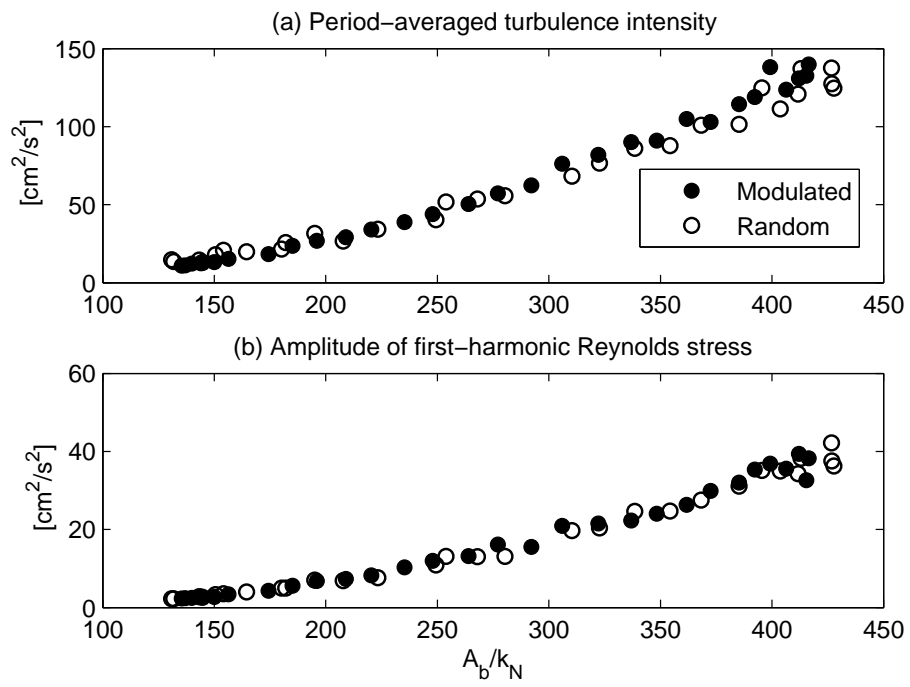 (a) Period−averaged turbulence intensity
150
100
50
0
[cm²/s²]
Modulated
Random
100 150 200 250 300 350 400 450
(b) Amplitude of first−harmonic Reynolds stress
60
40
20
0
[cm²/s²]
100 150 200 250 300 350 400 450
A_b/k_N